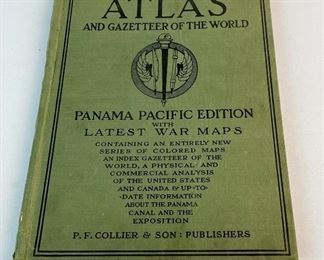 ATLAS
AND GAZETTEER OF THE WORLD
PANAMA PACIFIC EDITION
WITH
LATEST WAR MAPS
CONTAINING AN ENTIRELY NEW
SERIES OF COLORED MAPS
AN INDEX GAZETEER OF THE
WORLD, A PHYSICAL AND
COMMERCIAL ANALYSIS
OF THE UNITED STATES
AND CANADA & UP-TO-
-DATE INFORMATION
ABOUT THE PANAMA
CANAL AND THE
EXPOSITION
P. F. COLLIER & SON : PUBLISHERS